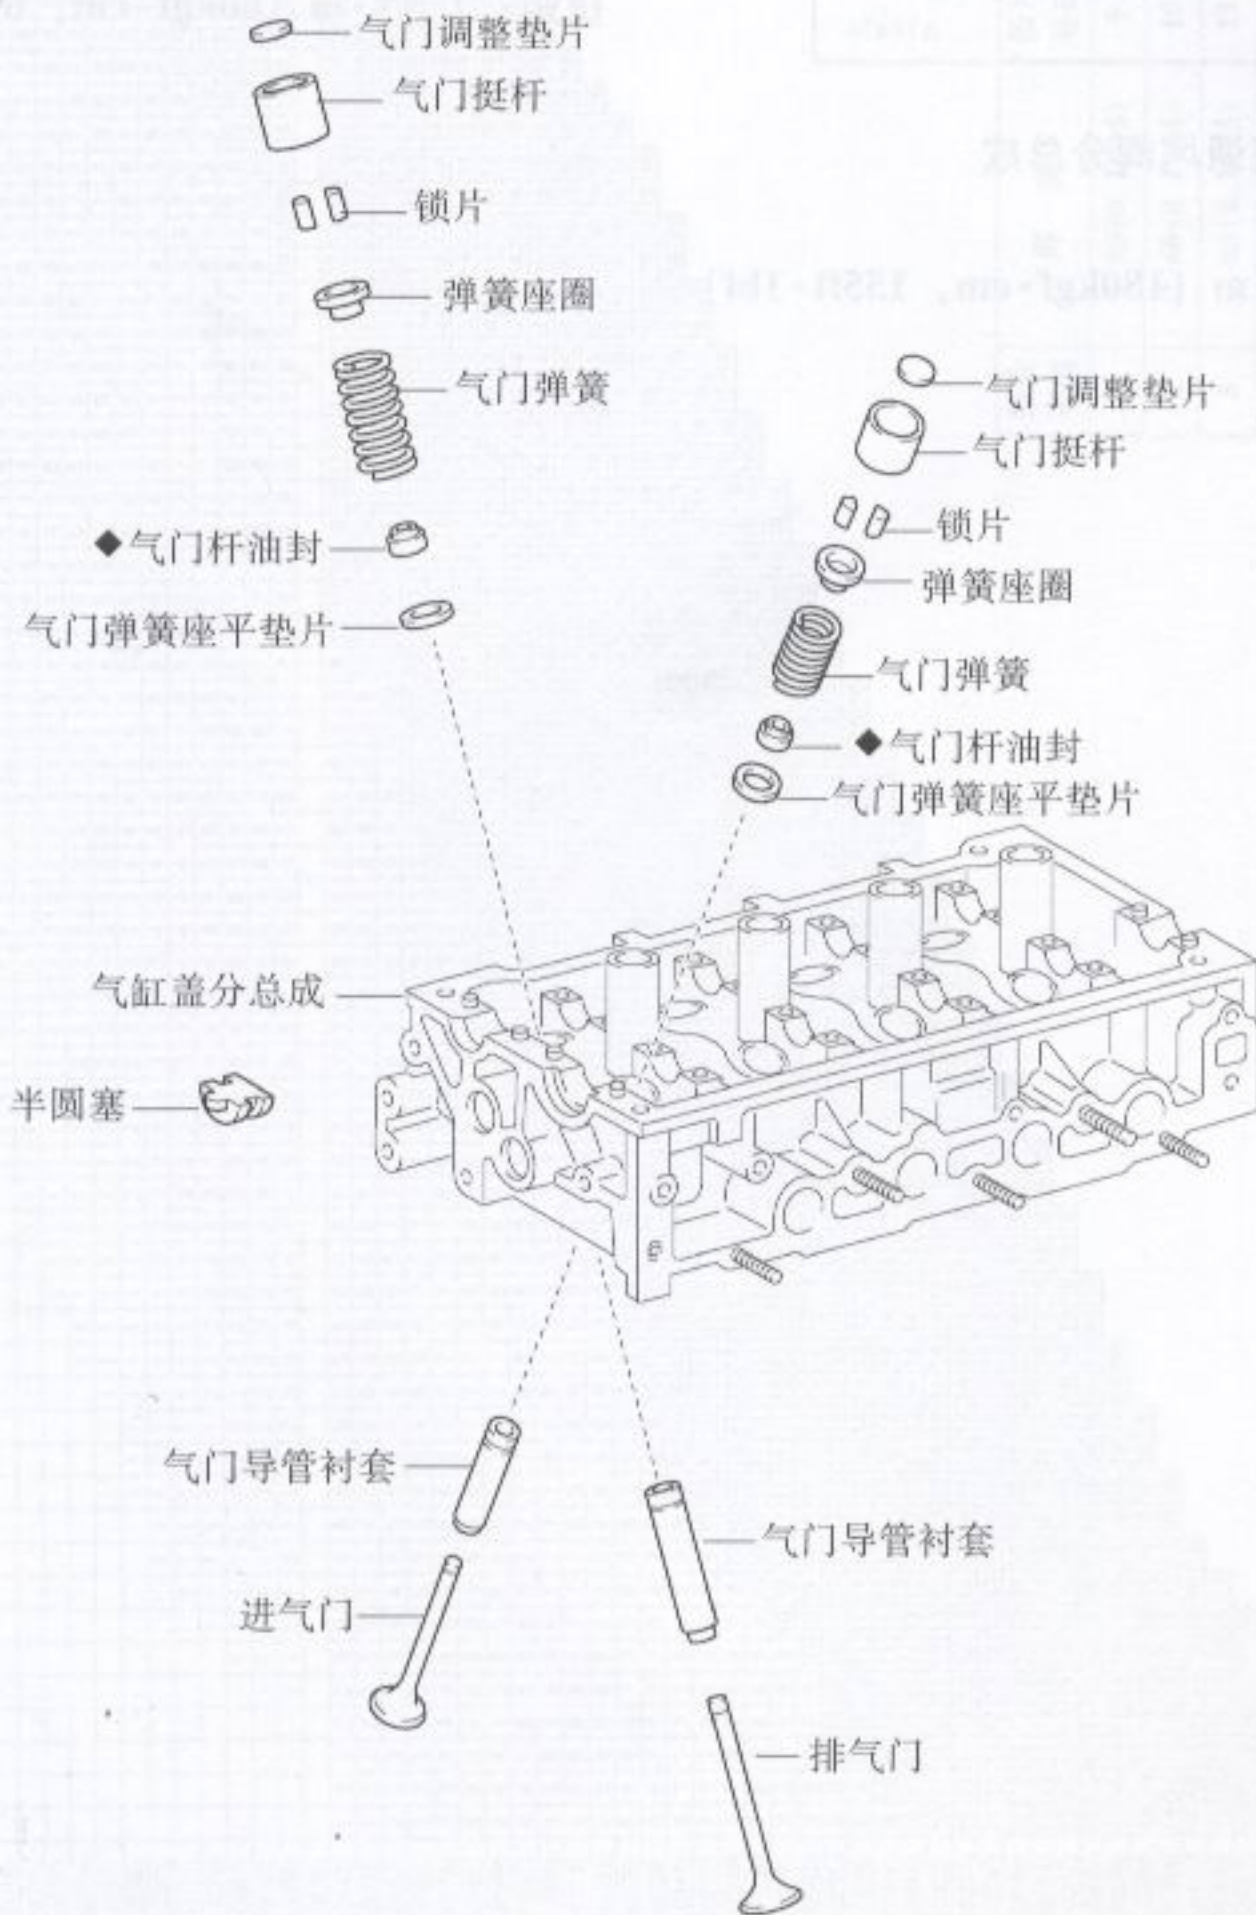 气门调整垫片
气门挺杆
锁片
弹簧座圈
气门弹簧
◆气门杆油封
气门弹簧座平垫片
气门调整垫片
气门挺杆
锁片
弹簧座圈
气门弹簧
◆气门杆油封
气门弹簧座平垫片
气缸盖分总成
半圆塞
气门导管衬套
进气门
气门导管衬套
排气门